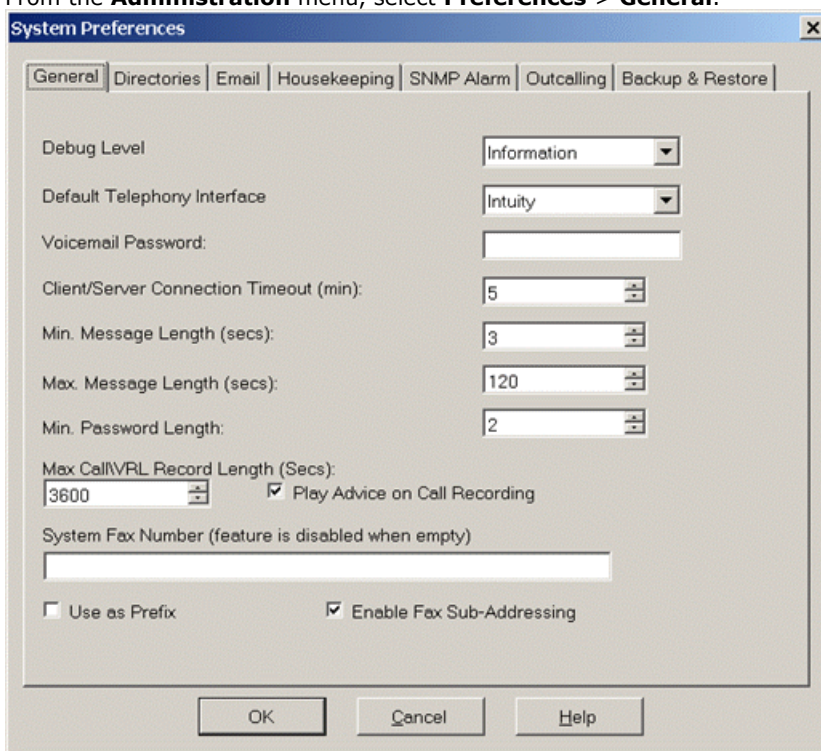 From the Administration menu, select Preferences > General.
System Preferences
General Directories Email Housekeeping SNMP Alarm Outcalling Backup & Restore
Debug Level Information
Default Telephony Interface Intuity
Voicemail Password:
Client/Server Connection Timeout (min): 5
Min. Message Length (secs): 3
Max. Message Length (secs): 120
Min. Password Length: 2
Max Call\VRL Record Length (Secs):
3600 Play Advice on Call Recording
System Fax Number (feature is disabled when empty)
Use as Prefix Enable Fax Sub-Addressing
OK Cancel Help